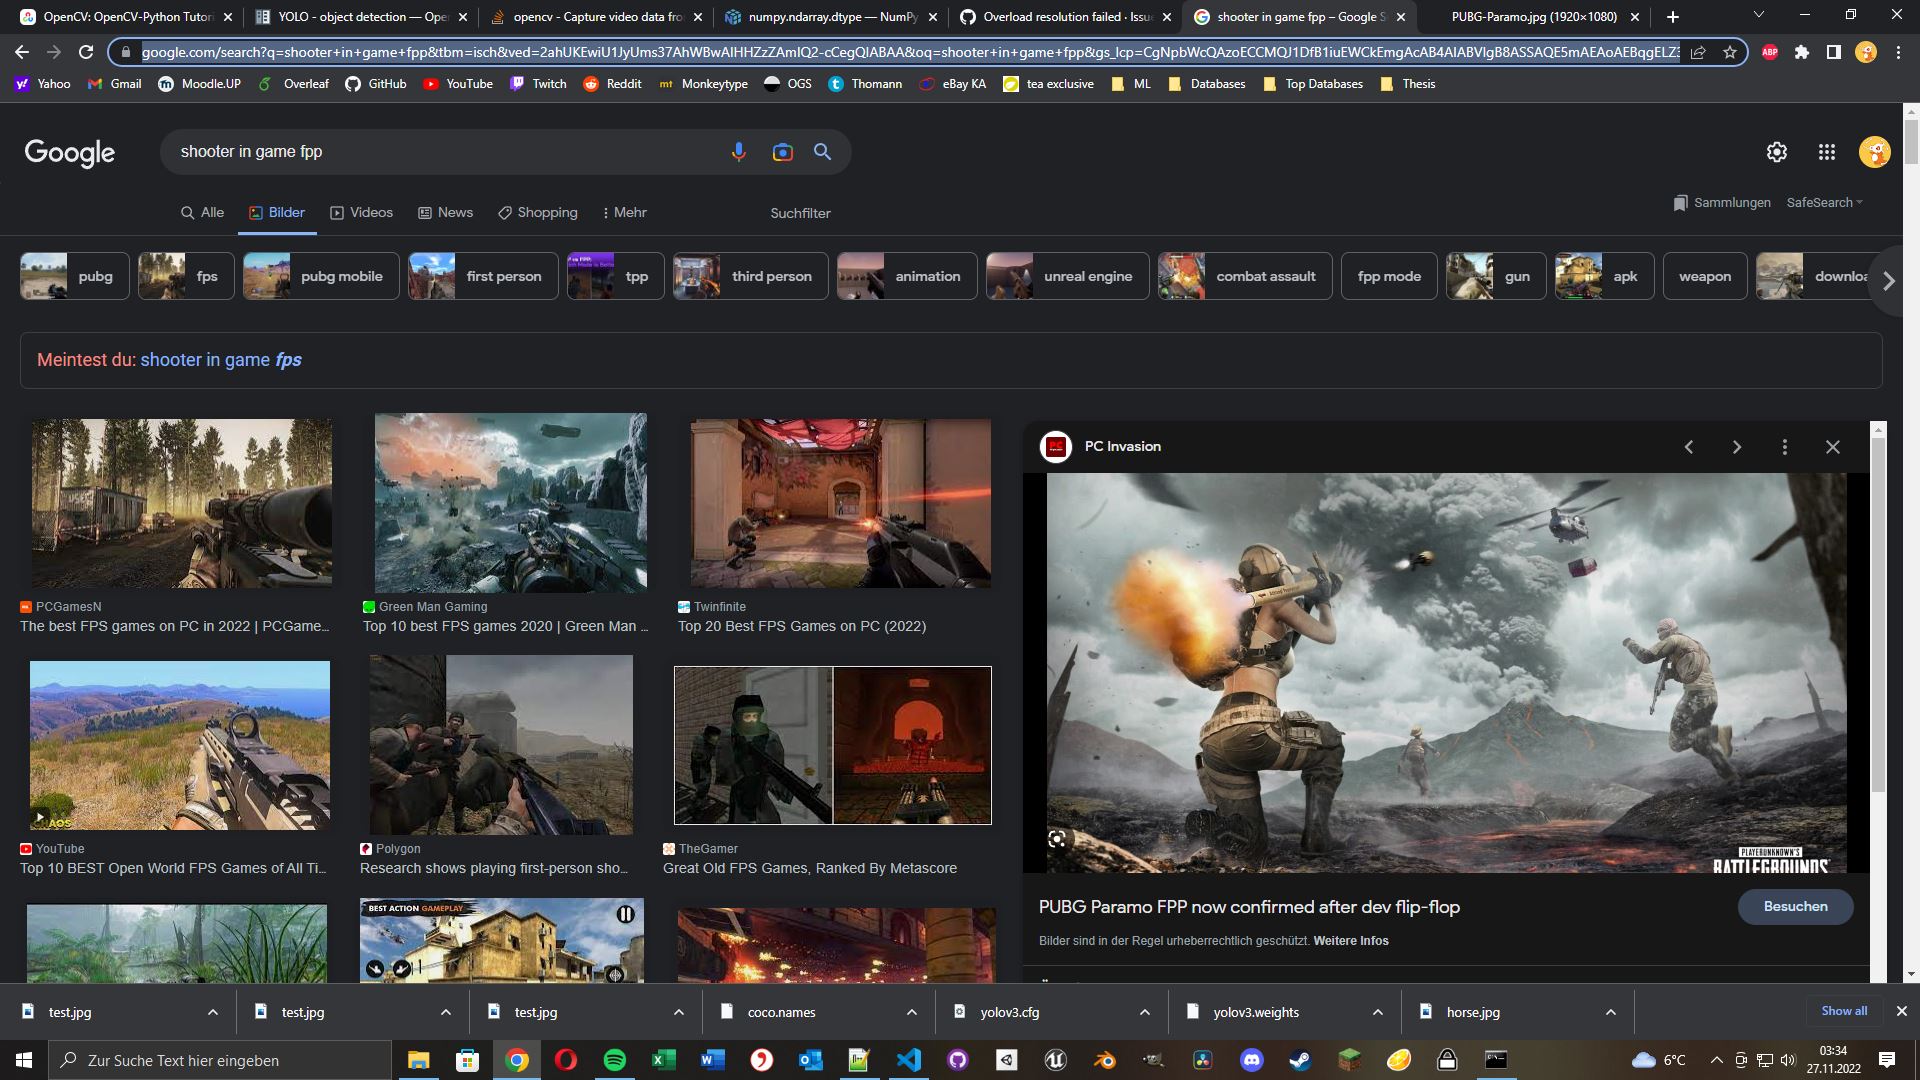 OpenCV: OpenCV-Python Tutori
YOLO - object detection — Open
opencv - Capture video data fro
numpy.ndarray.dtype — NumPy
Overload resolution failed · Issue
shooter in game fpp – Google S
PUBG-Paramo.jpg (1920×1080)
google.com/search?q=shooter+in+game+fpp&tbm=isch&ved=2ahUKEwiU1JyUms37AhWBwAIHHZzZAmIQ2-cCegQIABAA&oq=shooter+in+game+fpp&gs_lcp=CgNpbWcQAzoECCMQJ1DfB1iuEWCkEmgAcAB4AIABVIgB8ASSAQE5mAEAoAEBqgELZ3
ABP
Yahoo
Gmail
Moodle.UP
Overleaf
GitHub
YouTube
Twitch
Reddit
mt Monkeytype
OGS
Thomann
eBay KA
tea exclusive
ML
Databases
Top Databases
Thesis
Google
shooter in game fpp
Alle
Bilder
Videos
News
Shopping
Mehr
Suchfilter
Sammlungen
SafeSearch
pubg
fps
pubg mobile
first person
tpp
third person
animation
unreal engine
combat assault
fpp mode
gun
apk
weapon
downloa
Meintest du: shooter in game fps
PCGamesN
The best FPS games on PC in 2022 | PCGame...
Green Man Gaming
Top 10 best FPS games 2020 | Green Man ...
Twinfinite
Top 20 Best FPS Games on PC (2022)
PC Invasion
CHAOS
YouTube
Top 10 BEST Open World FPS Games of All Ti...
Polygon
Research shows playing first-person sho...
TheGamer
Great Old FPS Games, Ranked By Metascore
PLAYERUNKNOWN'S
BATTLEGROUNDS
PUBG Paramo FPP now confirmed after dev flip-flop
Besuchen
Bilder sind in der Regel urheberrechtlich geschützt. Weitere Infos
BEST ACTION GAMEPLAY
test.jpg
test.jpg
test.jpg
coco.names
yolov3.cfg
yolov3.weights
horse.jpg
Show all
Zur Suche Text hier eingeben
6°C
03:34
27.11.2022